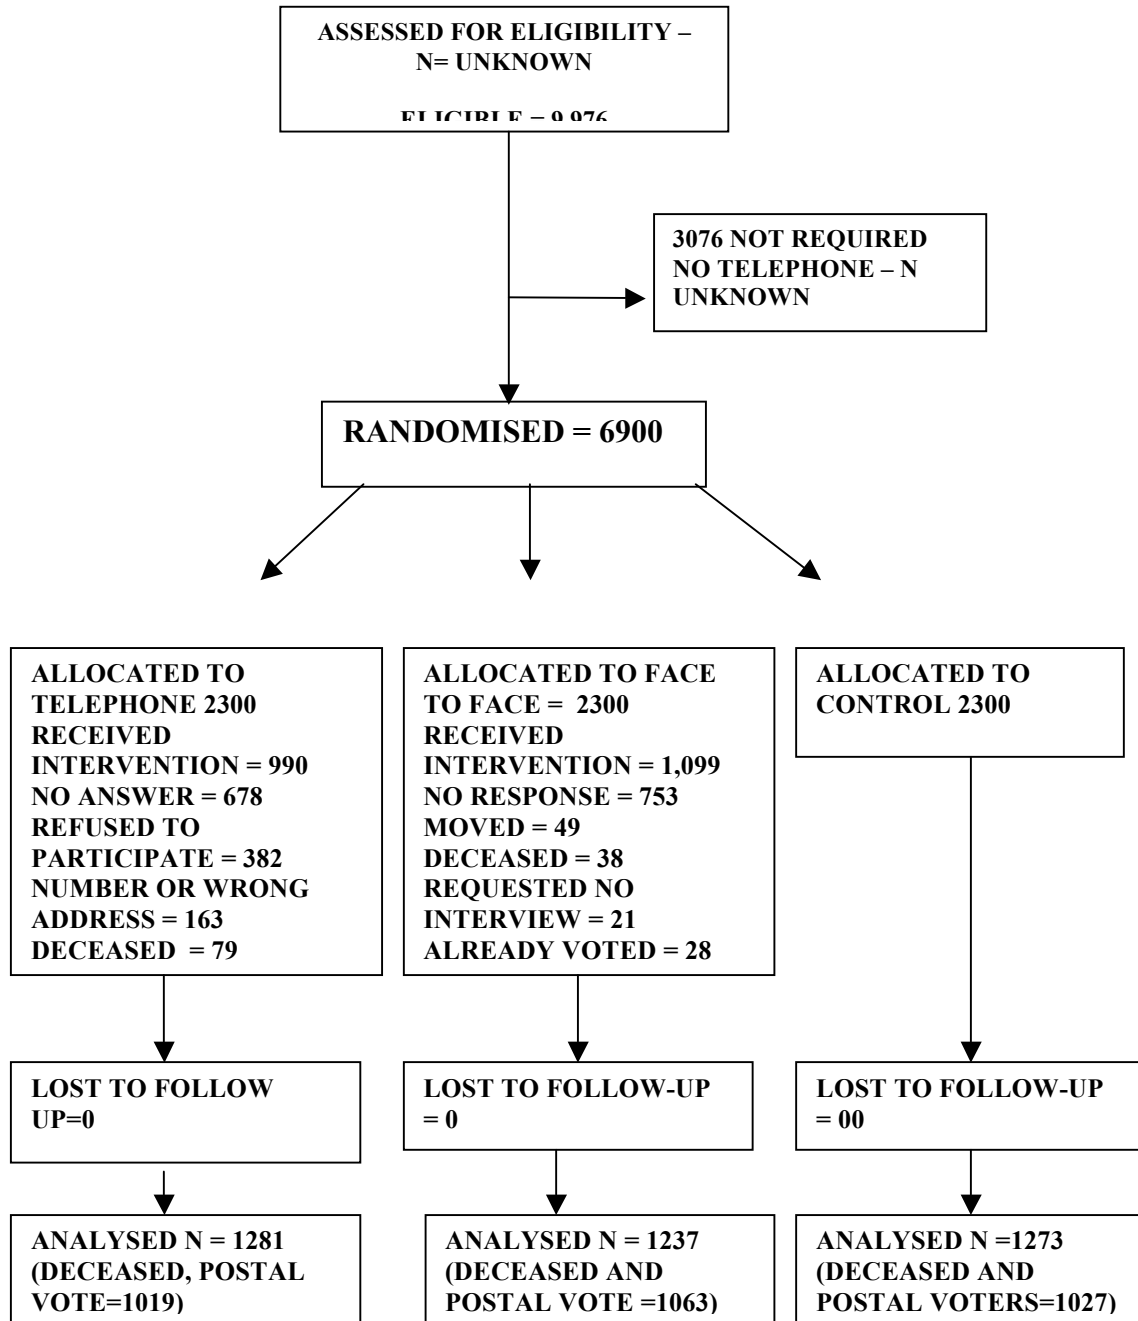 ASSESSED FOR ELIGIBILITY –
N= UNKNOWN
ELIGIBLE = 9,976
3076 NOT REQUIRED
NO TELEPHONE – N
UNKNOWN
RANDOMISED = 6900
ALLOCATED TO
TELEPHONE 2300
RECEIVED
INTERVENTION = 990
NO ANSWER = 678
REFUSED TO
PARTICIPATE = 382
NUMBER OR WRONG
ADDRESS = 163
DECEASED = 79
ALLOCATED TO FACE
TO FACE = 2300
RECEIVED
INTERVENTION = 1,099
NO RESPONSE = 753
MOVED = 49
DECEASED = 38
REQUESTED NO
INTERVIEW = 21
ALREADY VOTED = 28
ALLOCATED TO
CONTROL 2300
LOST TO FOLLOW
UP=0
LOST TO FOLLOW-UP
= 0
LOST TO FOLLOW-UP
= 00
ANALYSED N = 1281
(DECEASED, POSTAL
VOTE=1019)
ANALYSED N = 1237
(DECEASED AND
POSTAL VOTE =1063)
ANALYSED N =1273
(DECEASED AND
POSTAL VOTERS=1027)